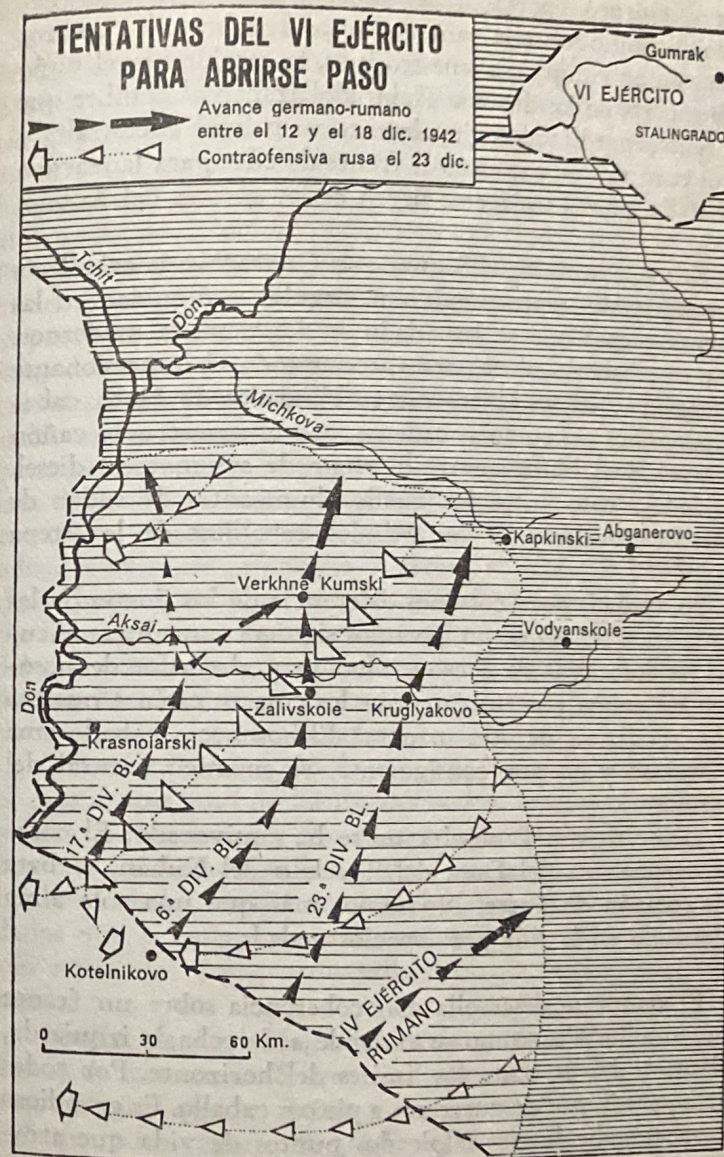 TENTATIVAS DEL VI EJÉRCITO
PARA ABRIRSE PASO
Avance germano-rumano
entre el 12 y el 18 dic. 1942
Contraofensiva rusa el 23 dic.
Gumrak
VI EJÉRCITO
STALINGRADO
Tchit
Don
Michkova
Kapkinski
Abganerovo
Verkhne Kumski
Aksai
Vodyanskole
Don
Zalivskoie
Kruglyakovo
Krasnoiarski
17.ª DIV. BL.
6.ª DIV. BL.
23.ª DIV. BL.
Kotelnikovo
IV EJÉRCITO
RUMANO
0 30 60 Km.